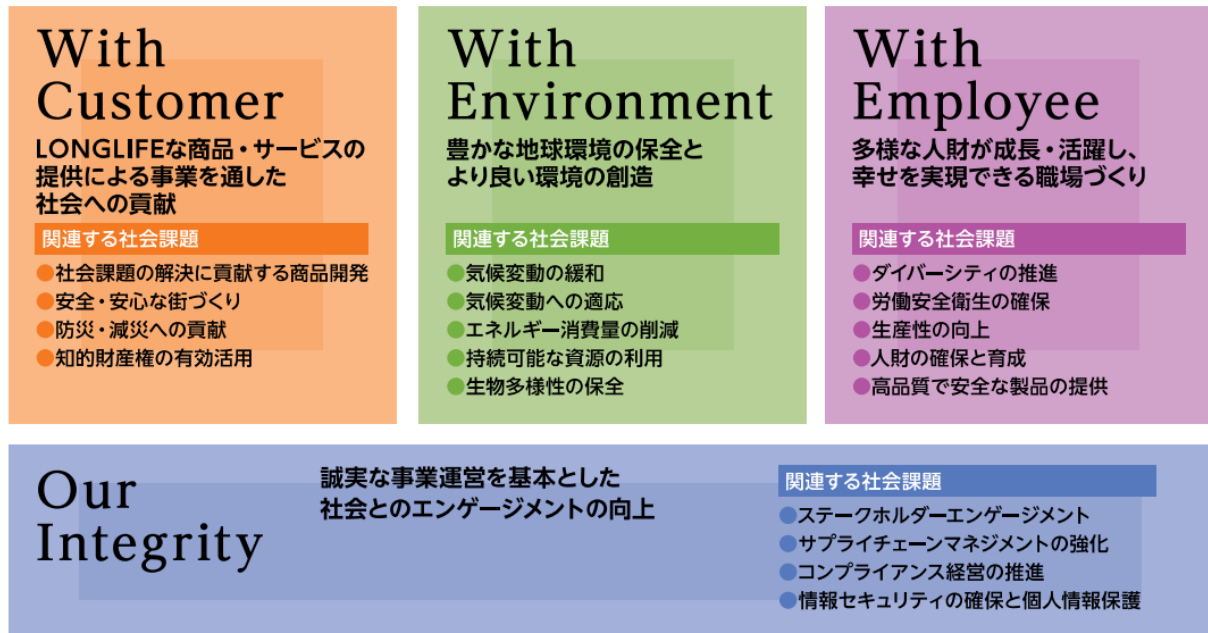 With
Customer
LONGLIFEな商品・サービスの
提供による事業を通した
社会への貢献
関連する社会課題
●社会課題の解決に貢献する商品開発
●安全・安心な街づくり
●防災・減災への貢献
●知的財産権の有効活用
With
Environment
豊かな地球環境の保全と
より良い環境の創造
関連する社会課題
●気候変動の緩和
●気候変動への適応
●エネルギー消費量の削減
●持続可能な資源の利用
●生物多様性の保全
With
Employee
多様な人財が成長・活躍し、
幸せを実現できる職場づくり
関連する社会課題
●ダイバーシティの推進
●労働安全衛生の確保
●生産性の向上
●人財の確保と育成
●高品質で安全な製品の提供
Our
Integrity
誠実な事業運営を基本とした
社会とのエンゲージメントの向上
関連する社会課題
●ステークホルダーエンゲージメント
●サプライチェーンマネジメントの強化
●コンプライアンス経営の推進
●情報セキュリティの確保と個人情報保護